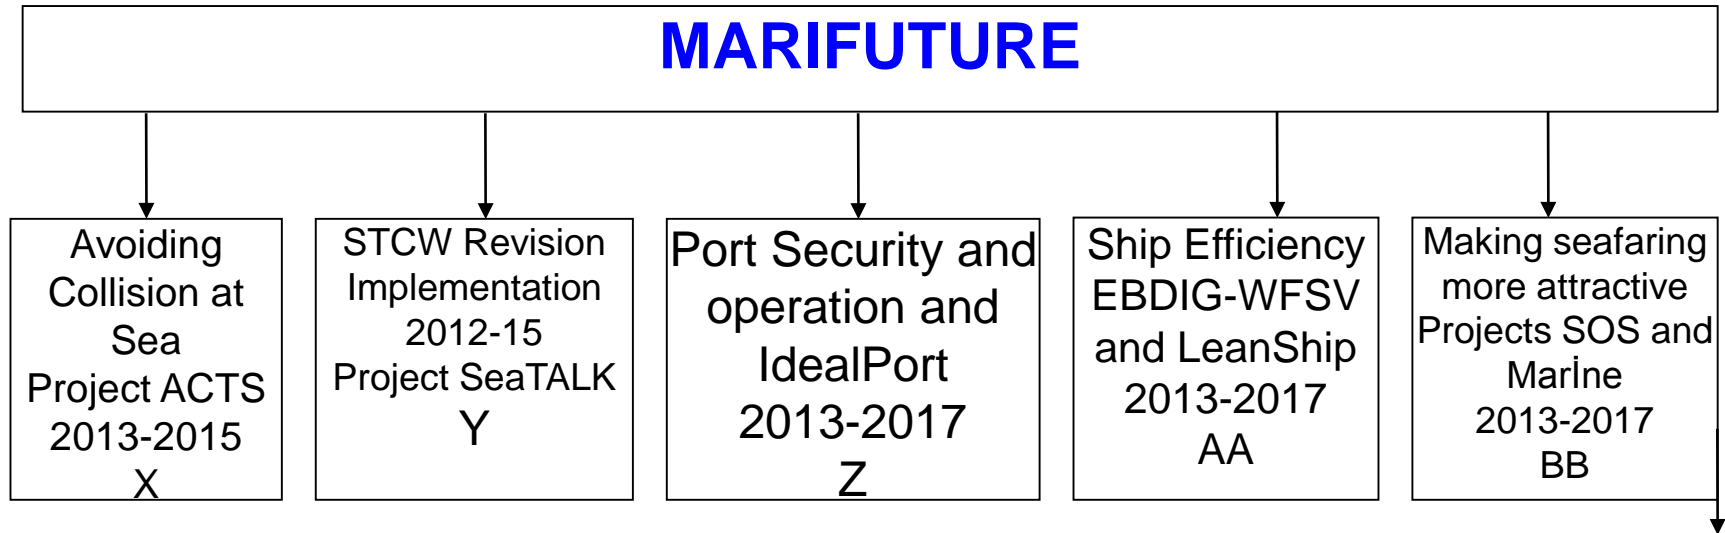 MARIFUTURE
Avoiding
Collision at
Sea
Project ACTS
2013-2015
X
STCW Revision
Implementation
2012-15
Project SeaTALK
Y
Port Security and
operation and
IdealPort
2013-2017
Z
Ship Efficiency
EBDIG-WFSV
and LeanShip
2013-2017
AA
Making seafaring
more attractive
Projects SOS and
Marİne
2013-2017
BB